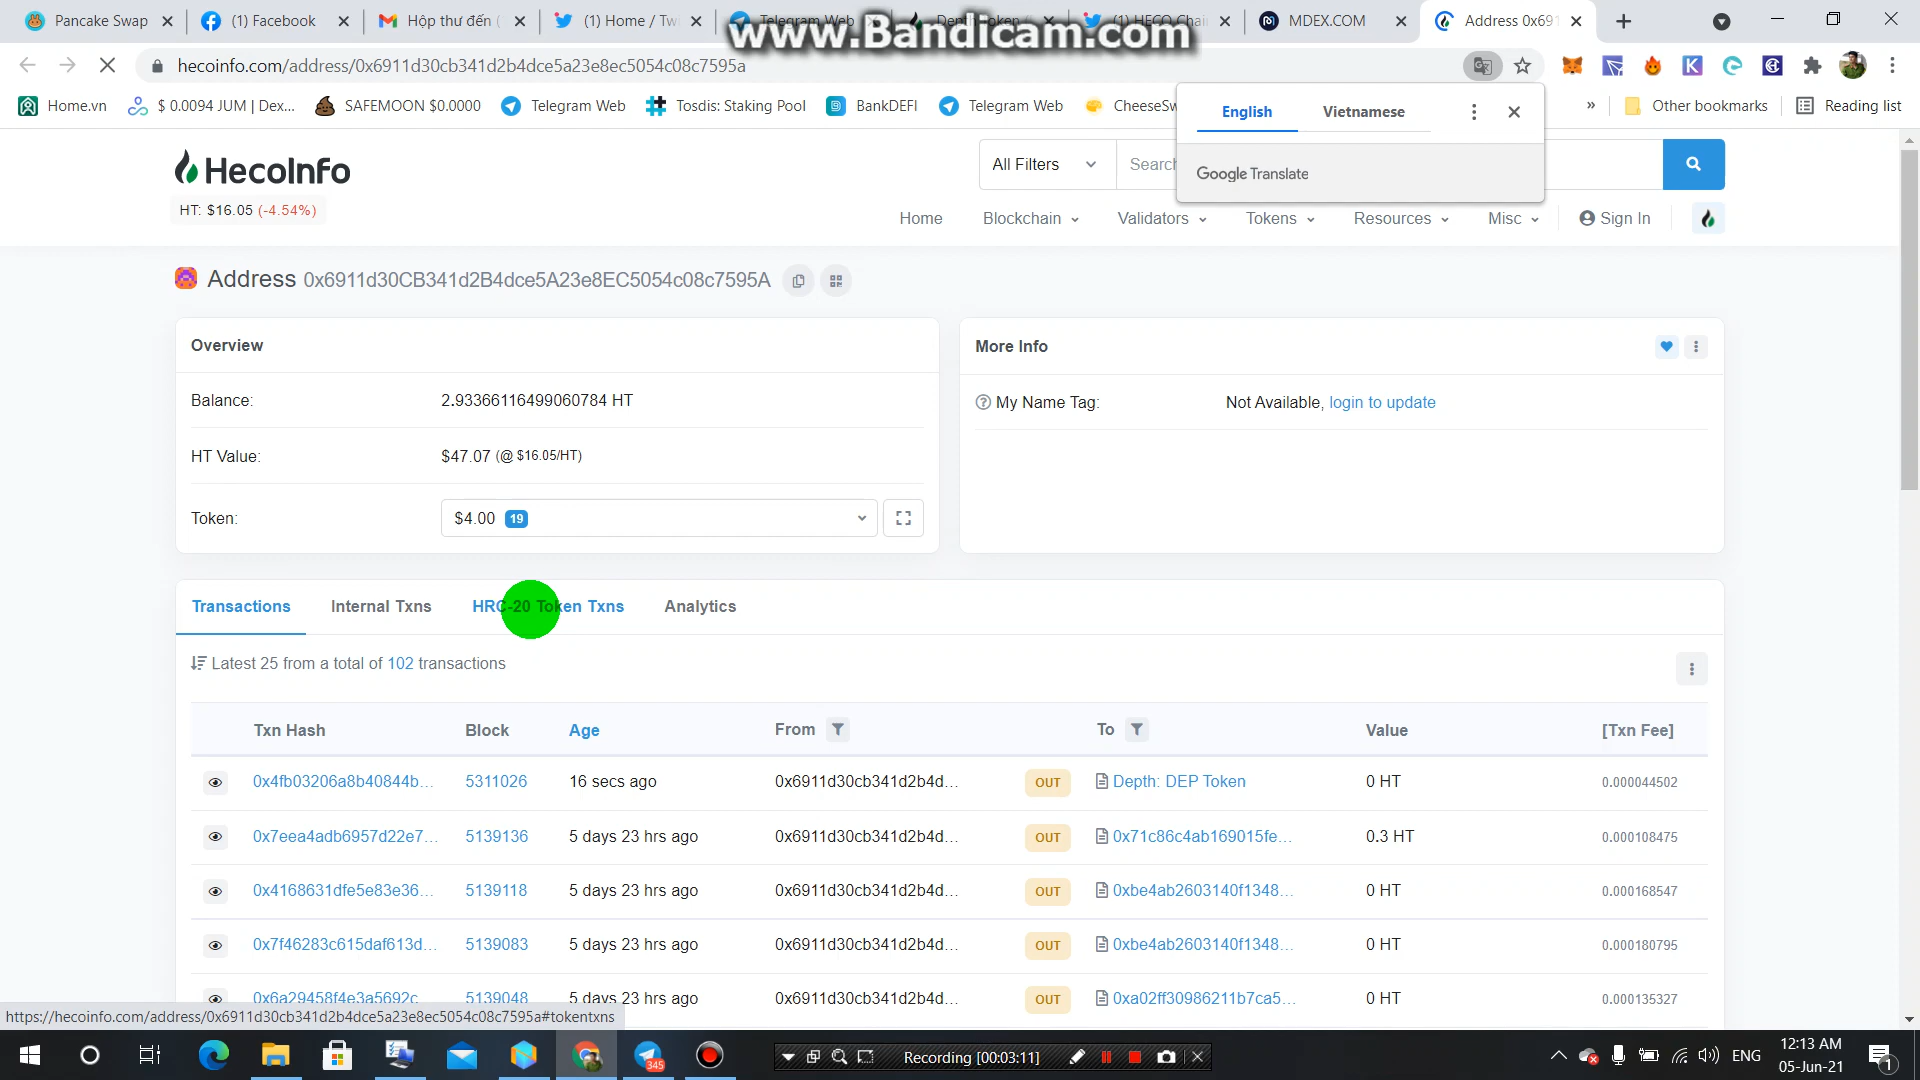 Pancake Swap
(1) Facebook
Hộp thư đến (
(1) Home / Twi
Telegram Web
Depth Token (
(1) HECO Chai
MDEX.COM
Address 0x691
www.Bandicam.com
hecoinfo.com/address/0x6911d30cb341d2b4dce5a23e8ec5054c08c7595a
Home.vn
$ 0.0094 JUM | Dex...
SAFEMOON $0.0000
Telegram Web
Tosdis: Staking Pool
BankDEFI
Telegram Web
CheeseSw
»
Other bookmarks
Reading list
English
Vietnamese
Google Translate
HecoInfo
HT: $16.05 (-4.54%)
All Filters
Search
Home
Blockchain
Validators
Tokens
Resources
Misc
Sign In
Address 0x6911d30CB341d2B4dce5A23e8EC5054c08c7595A
Overview
Balance:
2.93366116499060784 HT
HT Value:
$47.07 (@ $16.05/HT)
Token:
$4.00 19
More Info
My Name Tag:
Not Available, login to update
Transactions
Internal Txns
HRC-20 Token Txns
Analytics
Latest 25 from a total of 102 transactions
Txn Hash Block Age From To Value [Txn Fee]
0x4fb03206a8b40844b... 5311026 16 secs ago 0x6911d30cb341d2b4d... OUT Depth: DEP Token 0 HT 0.000044502
0x7eea4adb6957d22e7... 5139136 5 days 23 hrs ago 0x6911d30cb341d2b4d... OUT 0x71c86c4ab169015fe... 0.3 HT 0.000108475
0x4168631dfe5e83e36... 5139118 5 days 23 hrs ago 0x6911d30cb341d2b4d... OUT 0xbe4ab2603140f1348... 0 HT 0.000168547
0x7f46283c615daf613d... 5139083 5 days 23 hrs ago 0x6911d30cb341d2b4d... OUT 0xbe4ab2603140f1348... 0 HT 0.000180795
0x6a29458f4e3a5692c 5139048 5 days 23 hrs ago 0x6911d30cb341d2b4d... OUT 0xa02ff30986211b7ca5... 0 HT 0.000135327
https://hecoinfo.com/address/0x6911d30cb341d2b4dce5a23e8ec5054c08c7595a#tokentxns
345
Recording [00:03:11]
ENG
12:13 AM
05-Jun-21
1